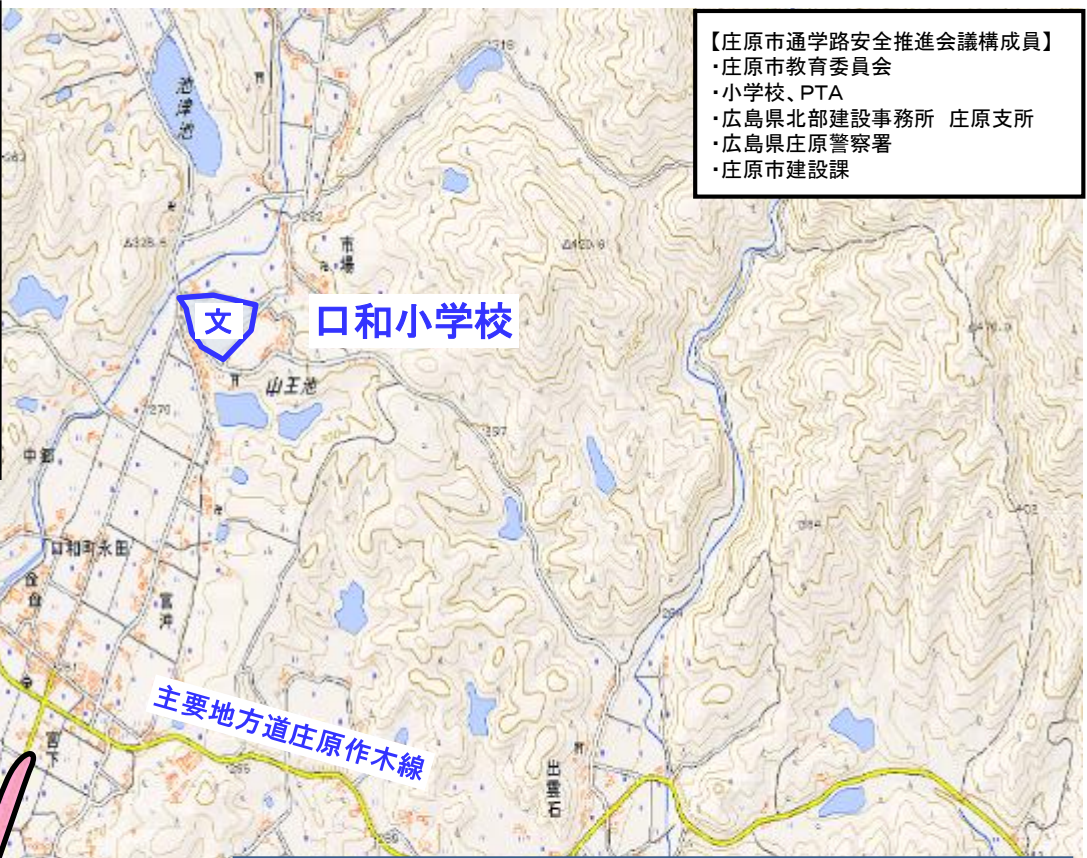 【庄原市通学路安全推進会議構成員】
・庄原市教育委員会
・小学校、PTA
・広島県北部建設事務所　庄原支所
・広島県庄原警察署
・庄原市建設課
池津池
市場
文
口和小学校
山王池
270
口和町永田
宮沖
主要地方道庄原作木線
宮下
出雲石